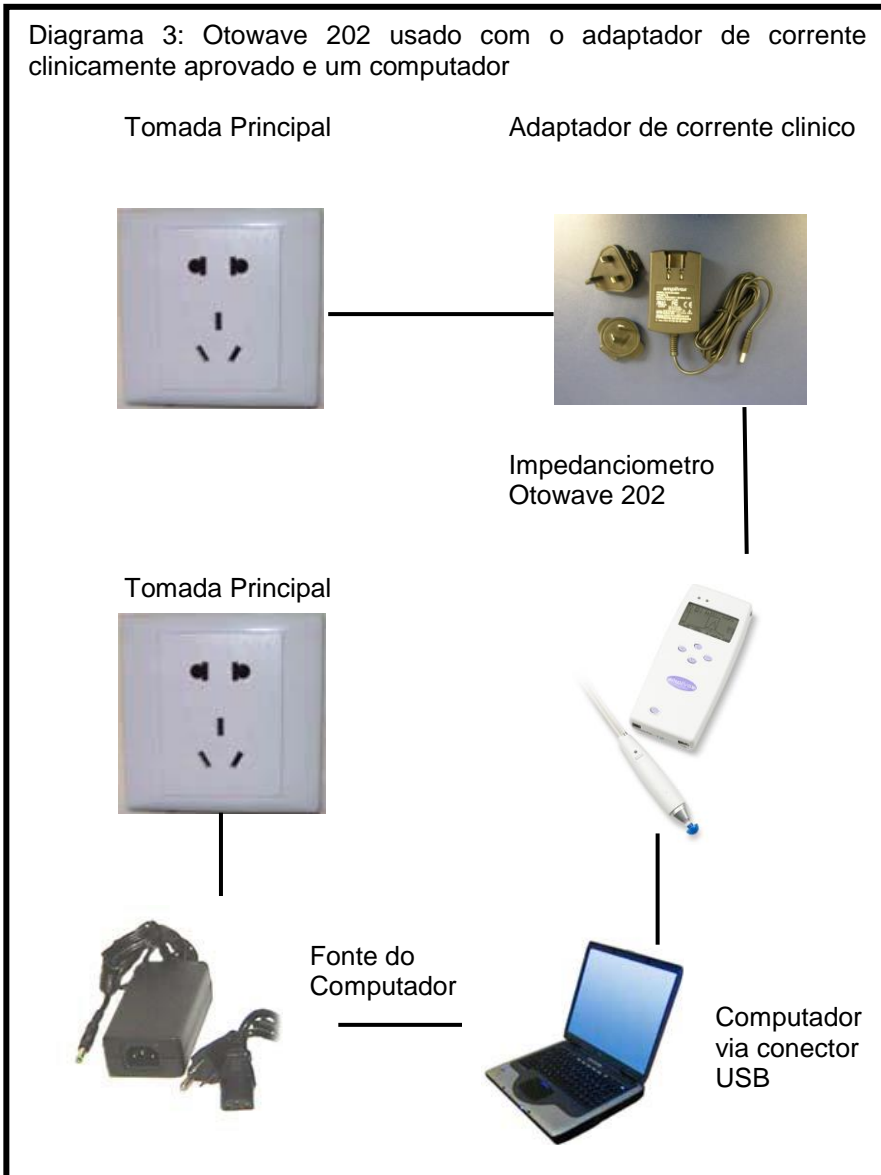 Diagrama 3: Otowave 202 usado com o adaptador de corrente
clinicamente aprovado e um computador
Tomada Principal
Adaptador de corrente clinico
Impedanciometro
Otowave 202
Tomada Principal
Fonte do
Computador
Computador
via conector
USB